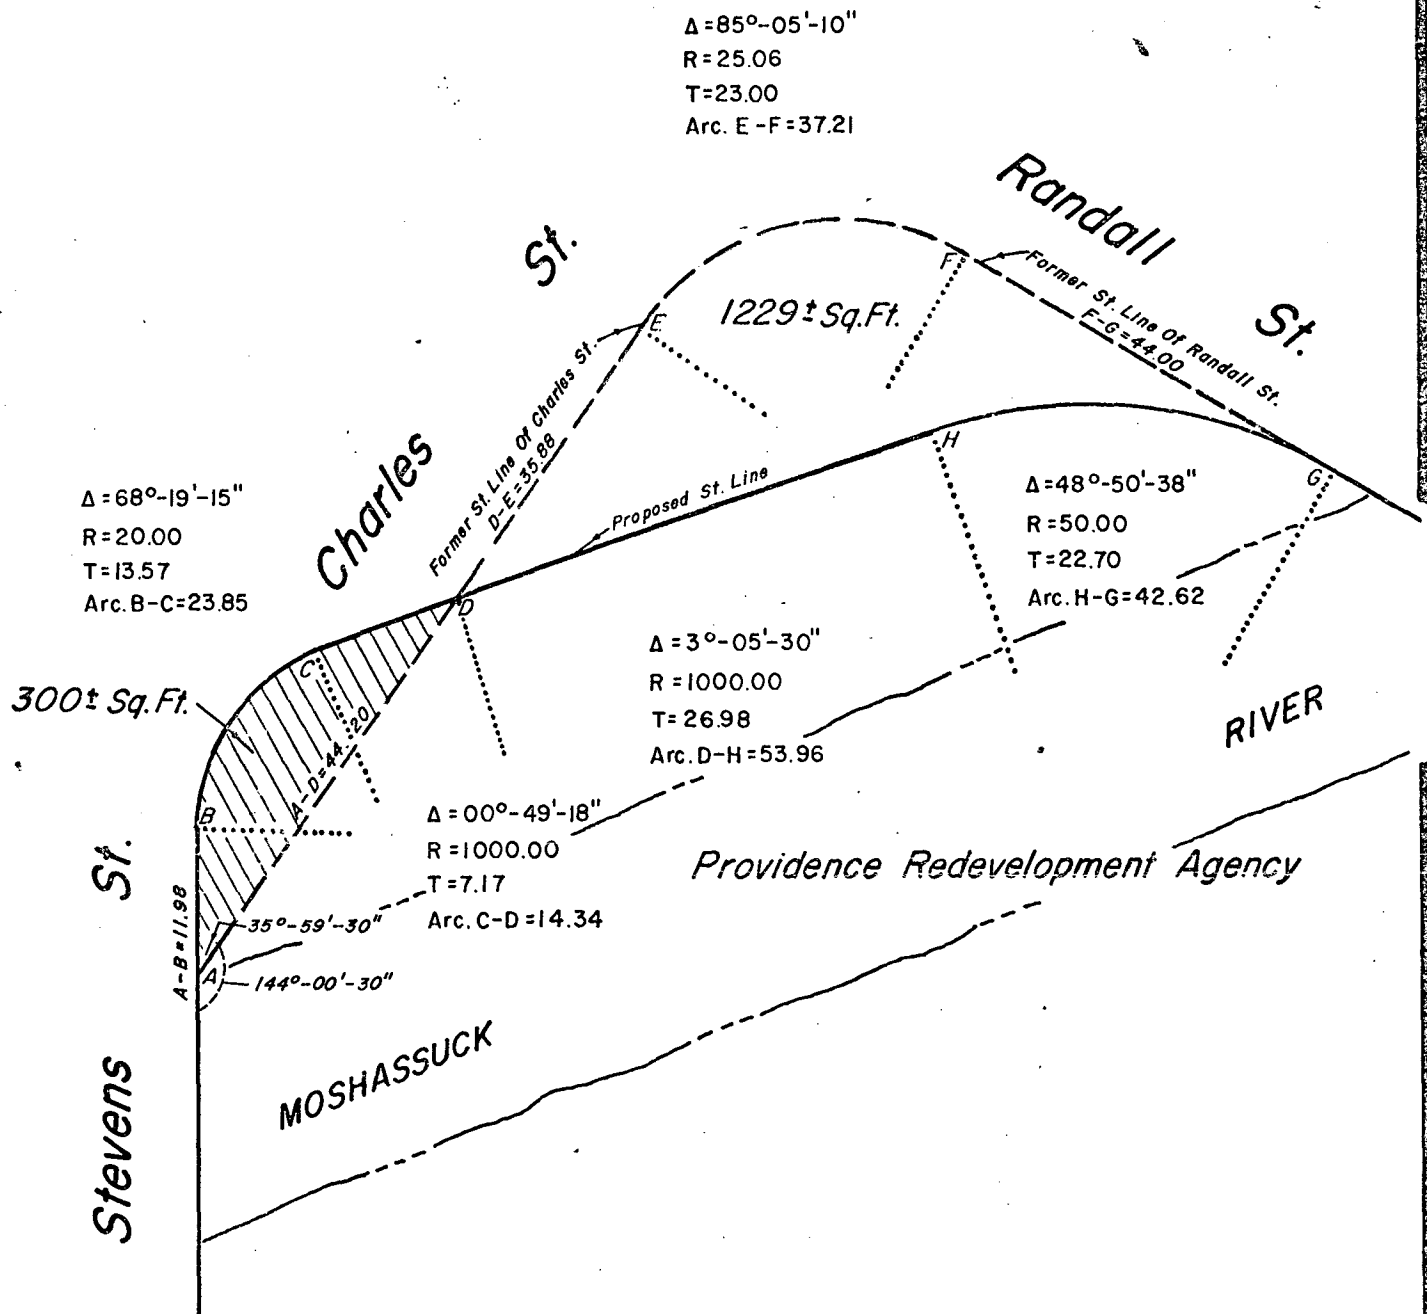 Δ=85°-05'-10"
R=25.06
T=23.00
Arc. E-F=37.21
Randall St.
Charles St.
F
Former St. Line Of Randall St.
F-G=44.00
E
1229± Sq.Ft.
Former St. Line Of Charles St.
D-E=35.88
H
G
Proposed St. Line
Δ=68°-19'-15"
R=20.00
T=13.57
Arc. B-C=23.85
Δ=48°-50'-38"
R=50.00
T=22.70
Arc. H-G=42.62
D
C
300± Sq.Ft.
A-D=44.20
Δ=3°-05'-30"
R=1000.00
T=26.98
Arc. D-H=53.96
RIVER
B
Δ=00°-49'-18"
R=1000.00
T=7.17
Arc. C-D=14.34
Providence Redevelopment Agency
A-B=11.98
35°-59'-30"
A
144°-00'-30"
MOSHASSUCK
Stevens St.